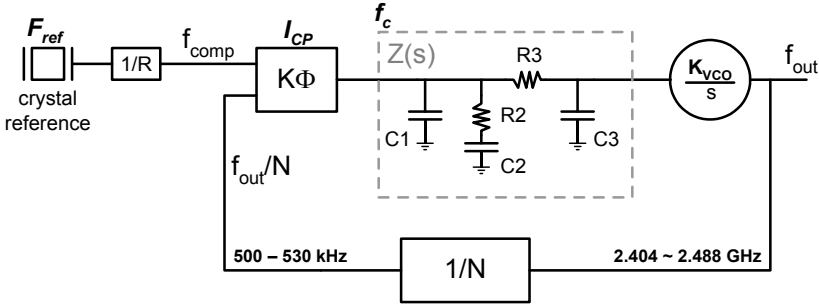 F_ref
crystal
reference
1/R
f_comp
I_CP
KΦ
f_c
Z(s)
C1
R2
C2
R3
C3
K_VCO
s
f_out
f_out/N
500 – 530 kHz
1/N
2.404 ~ 2.488 GHz